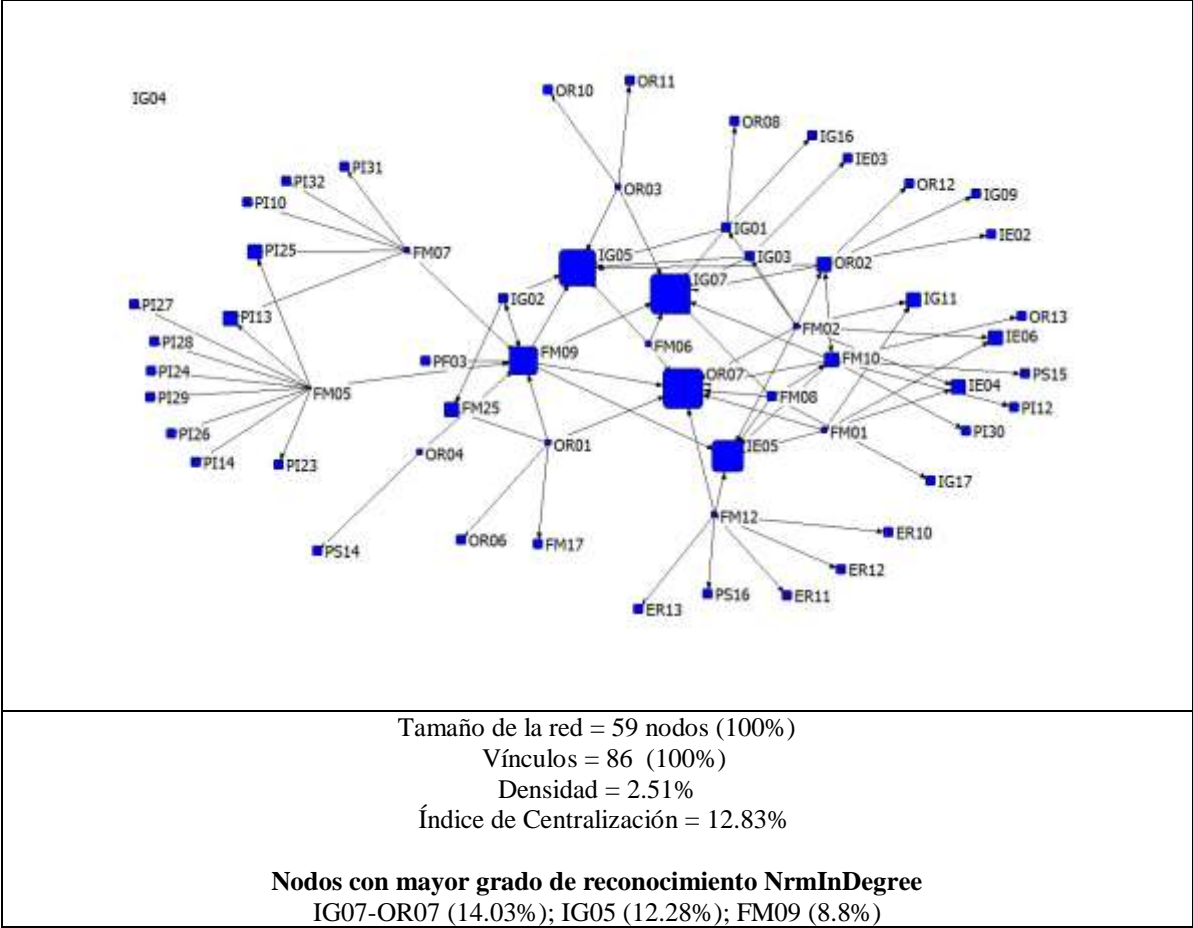 OR10
OR11
IG04
OR08
IG16
IE03
PI31
PI32
OR12
OR03
IG09
PI10
IG01
IE02
PI25
FM07
IG05
IG03
OR02
IG07
IG02
IG11
PI27
PI13
OR13
FM02
IE06
PI28
FM06
FM09
FM10
PF03
PI24
OR07
PS15
IE04
FM05
PI29
FM08
FM25
PI12
PI26
FM01
PI30
OR01
IE05
OR04
PI14
PI23
IG17
FM12
ER10
OR06
FM17
PS14
ER12
PS16
ER11
ER13
Tamaño de la red = 59 nodos (100%)
Vínculos = 86 (100%)
Densidad = 2.51%
Índice de Centralización = 12.83%
Nodos con mayor grado de reconocimiento NrmInDegree
IG07-OR07 (14.03%); IG05 (12.28%); FM09 (8.8%)